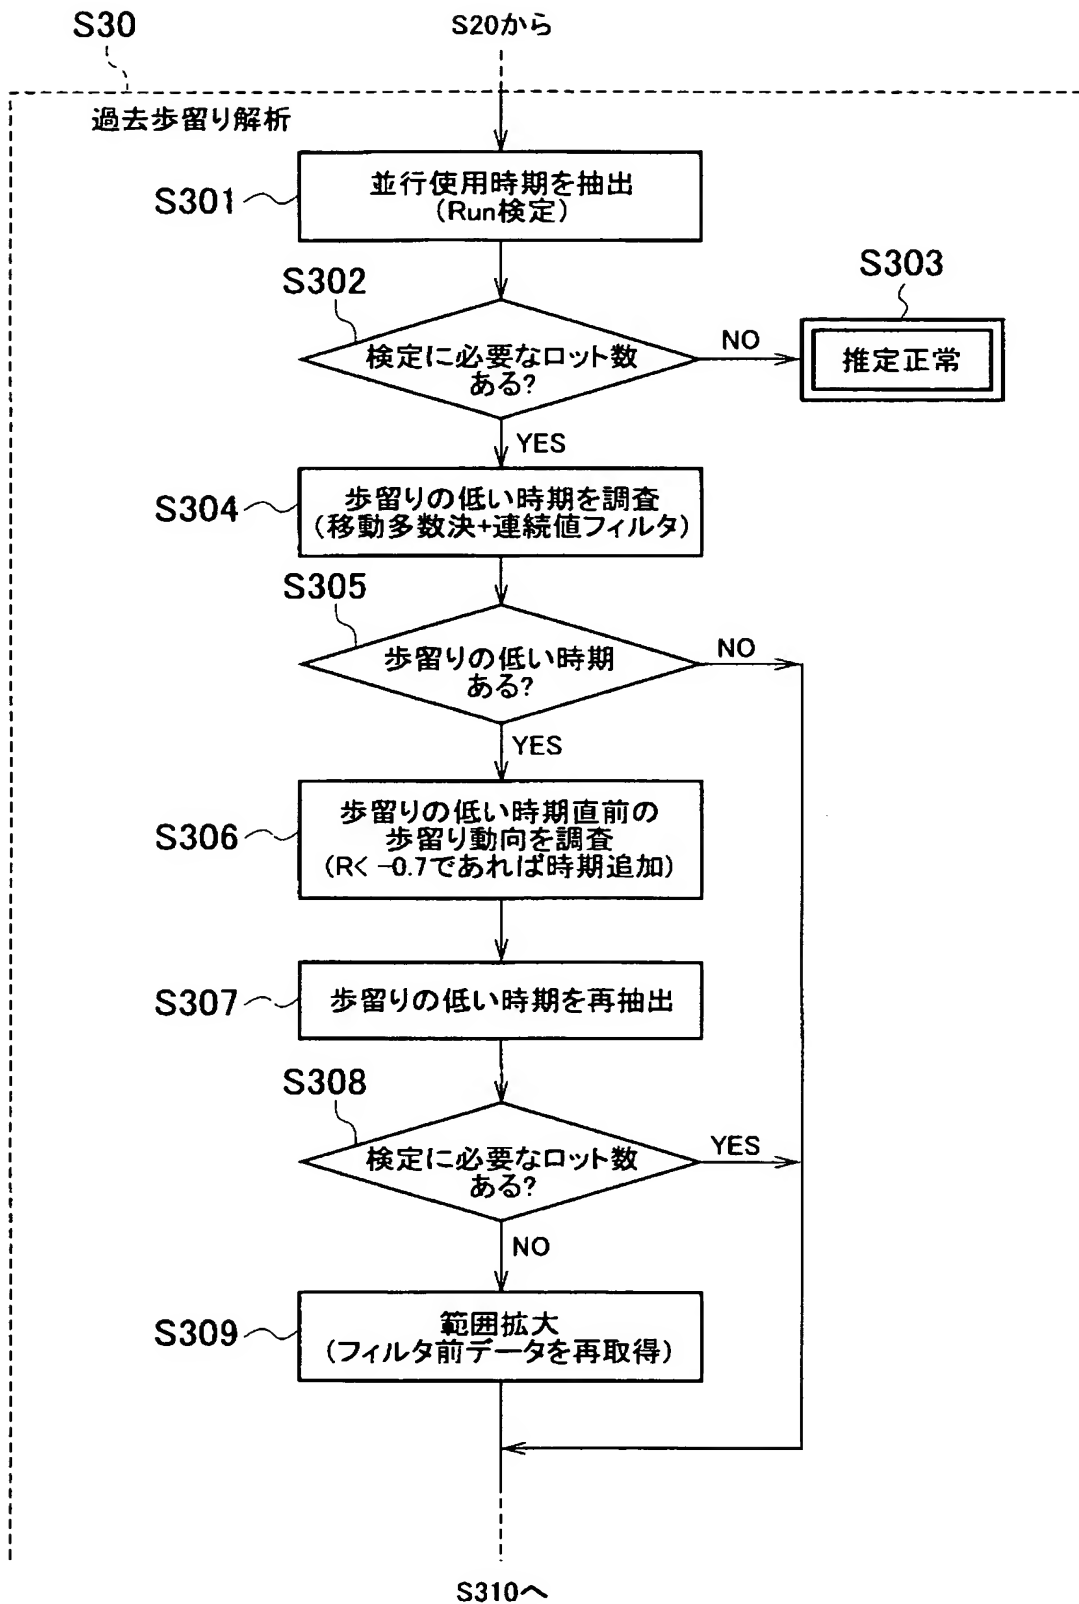 S30
S20から
過去歩留り解析
S301
並行使用時期を抽出
(Run検定)
S302
検定に必要なロット数
ある?
NO
S303
推定正常
YES
S304
歩留りの低い時期を調査
(移動多数決+連続値フィルタ)
S305
歩留りの低い時期
ある?
NO
YES
S306
歩留りの低い時期直前の
歩留り動向を調査
(R<-0.7であれば時期追加)
S307
歩留りの低い時期を再抽出
S308
検定に必要なロット数
ある?
YES
NO
S309
範囲拡大
(フィルタ前データを再取得)
S310へ